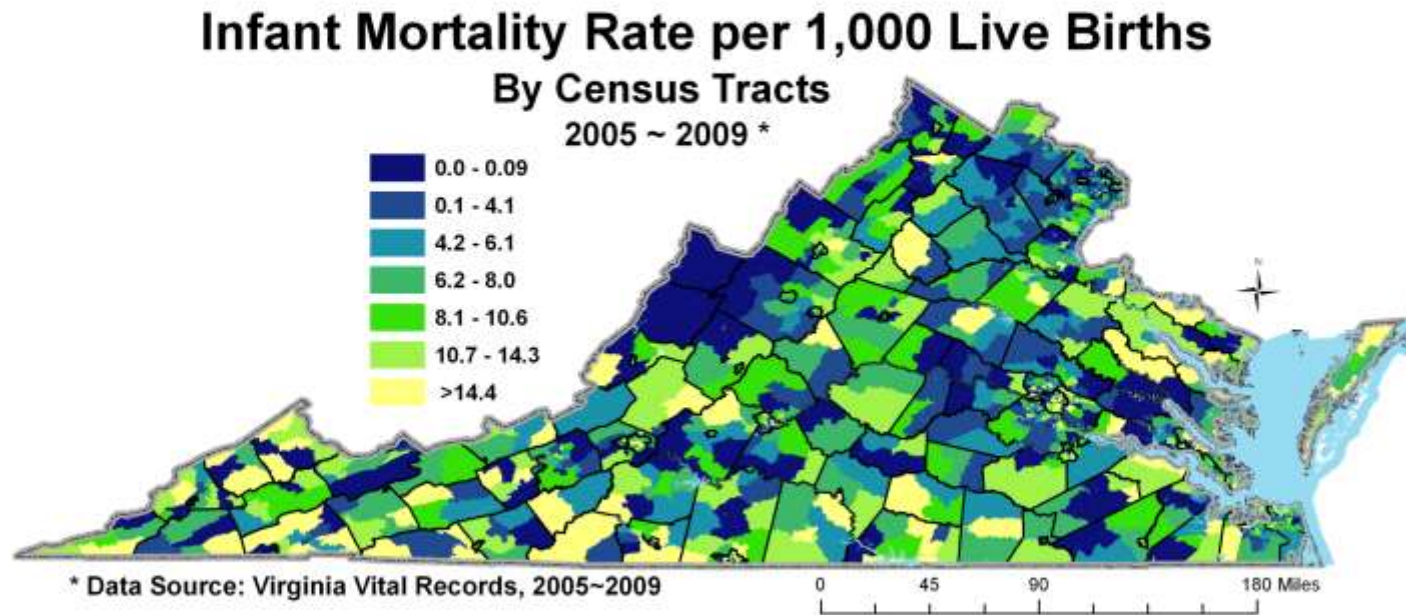 Infant Mortality Rate per 1,000 Live Births
By Census Tracts
2005 ~ 2009 *
0.0 - 0.09
0.1 - 4.1
4.2 - 6.1
6.2 - 8.0
8.1 - 10.6
10.7 - 14.3
>14.4
N
* Data Source: Virginia Vital Records, 2005~2009
0 45 90 180 Miles